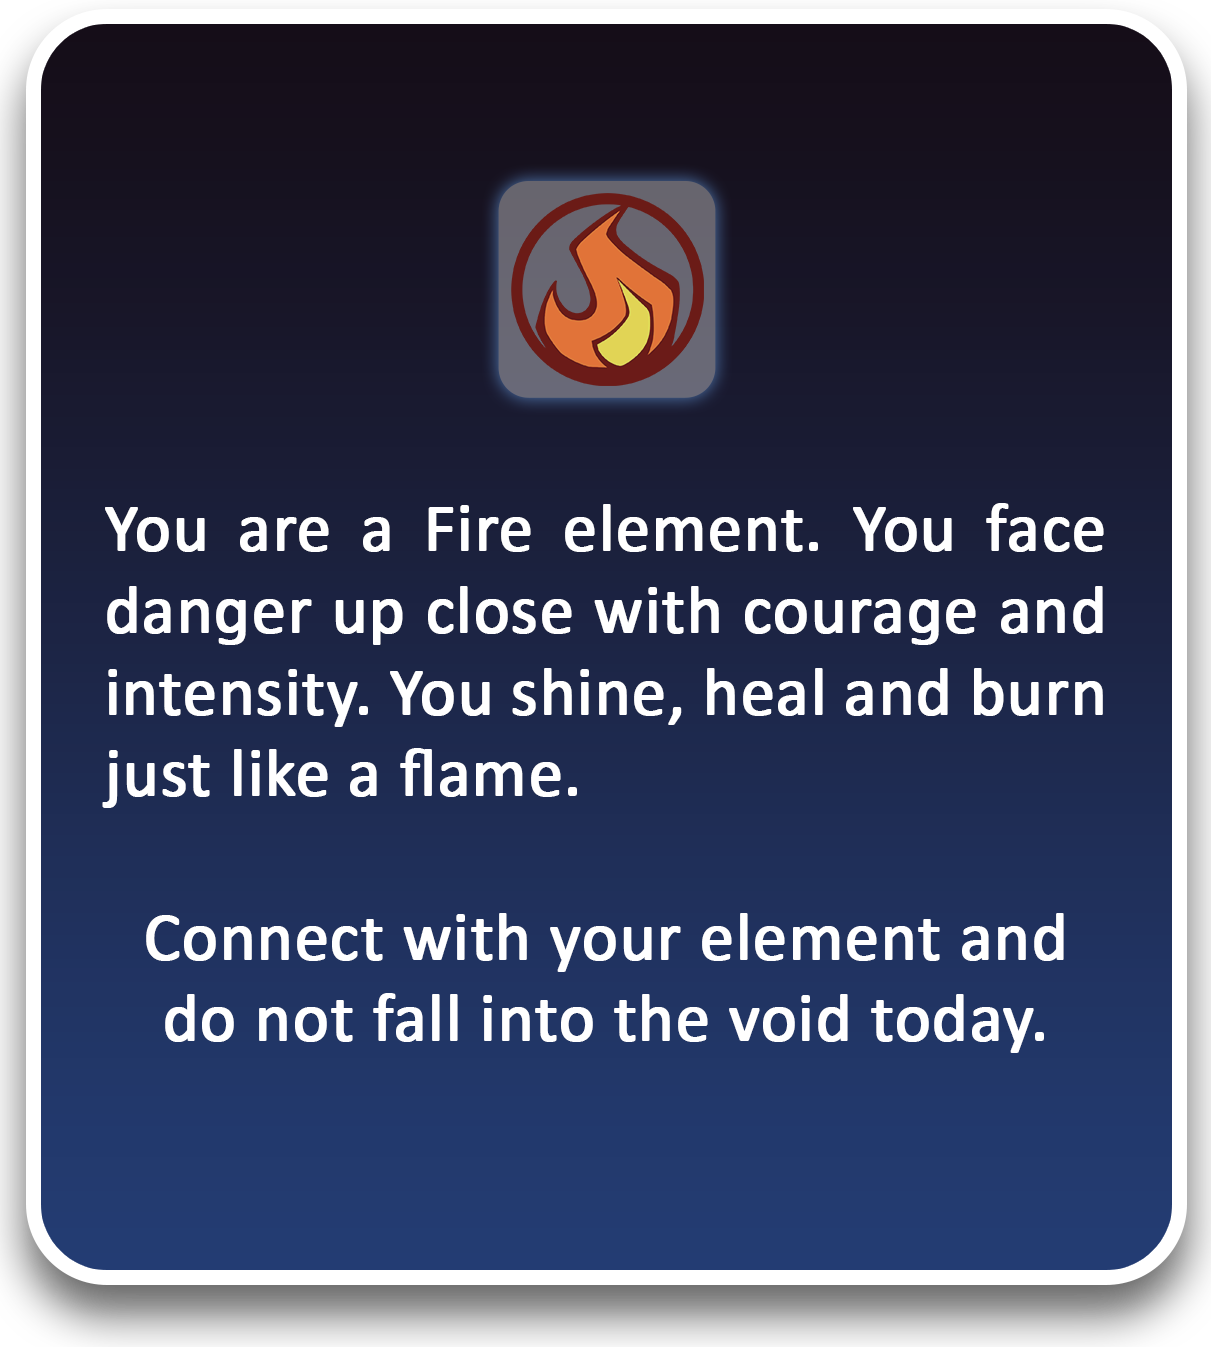 You are a Fire element. You face
danger up close with courage and
intensity. You shine, heal and burn
just like a flame.
Connect with your element and
do not fall into the void today.